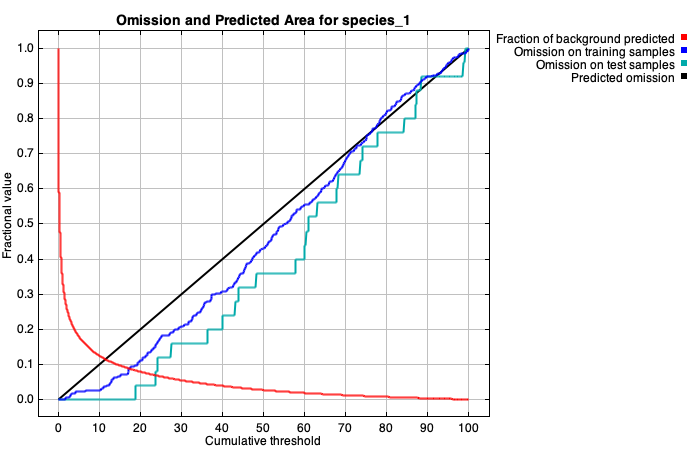 Omission and Predicted Area for species_1
Fraction of background predicted
Omission on training samples
Omission on test samples
Predicted omission
Fractional value
1.0
0.9
0.8
0.7
0.6
0.5
0.4
0.3
0.2
0.1
0.0
0 10 20 30 40 50 60 70 80 90 100
Cumulative threshold